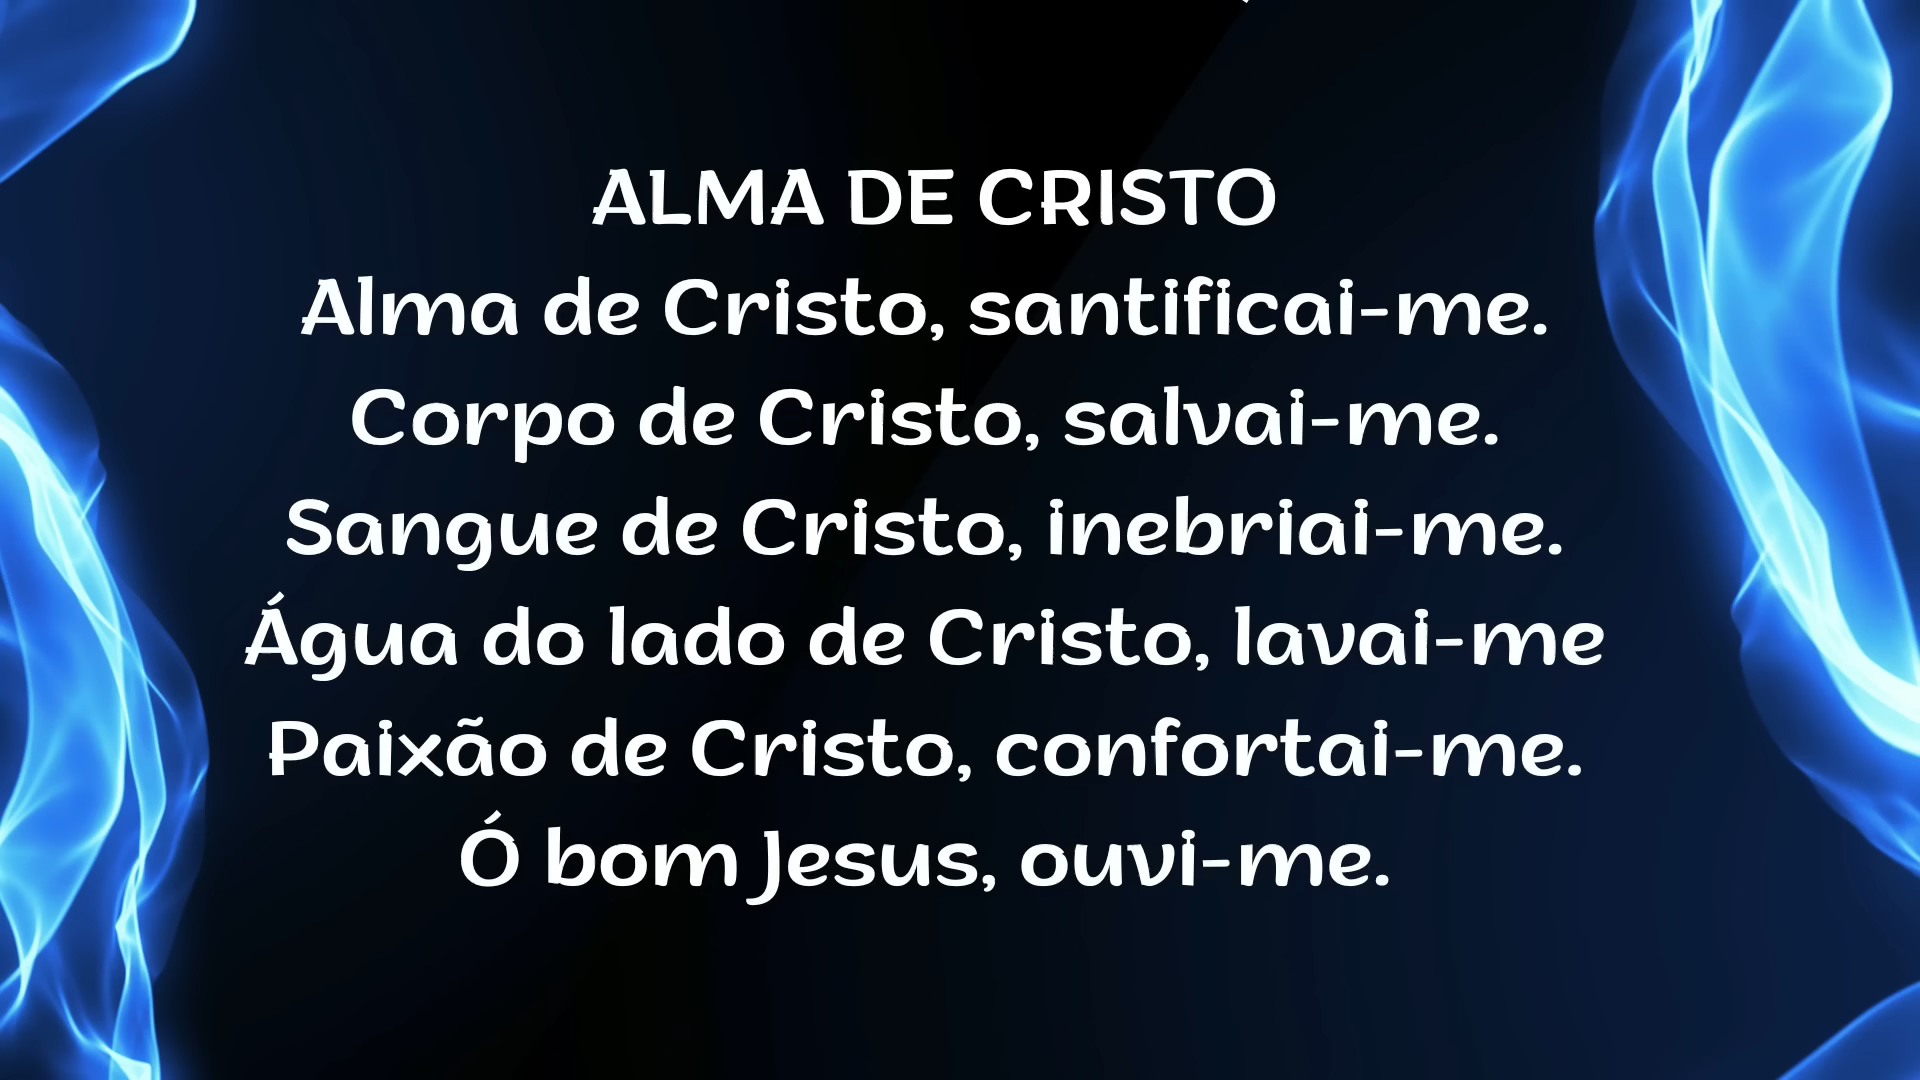 ALMA DE CRISTO
Alma de Cristo, santificai-me.
Corpo de Cristo, salvai-me.
Sangue de Cristo, inebriai-me.
Água do lado de Cristo, lavai-me
Paixão de Cristo, confortai-me.
Ó bom Jesus, ouvi-me.